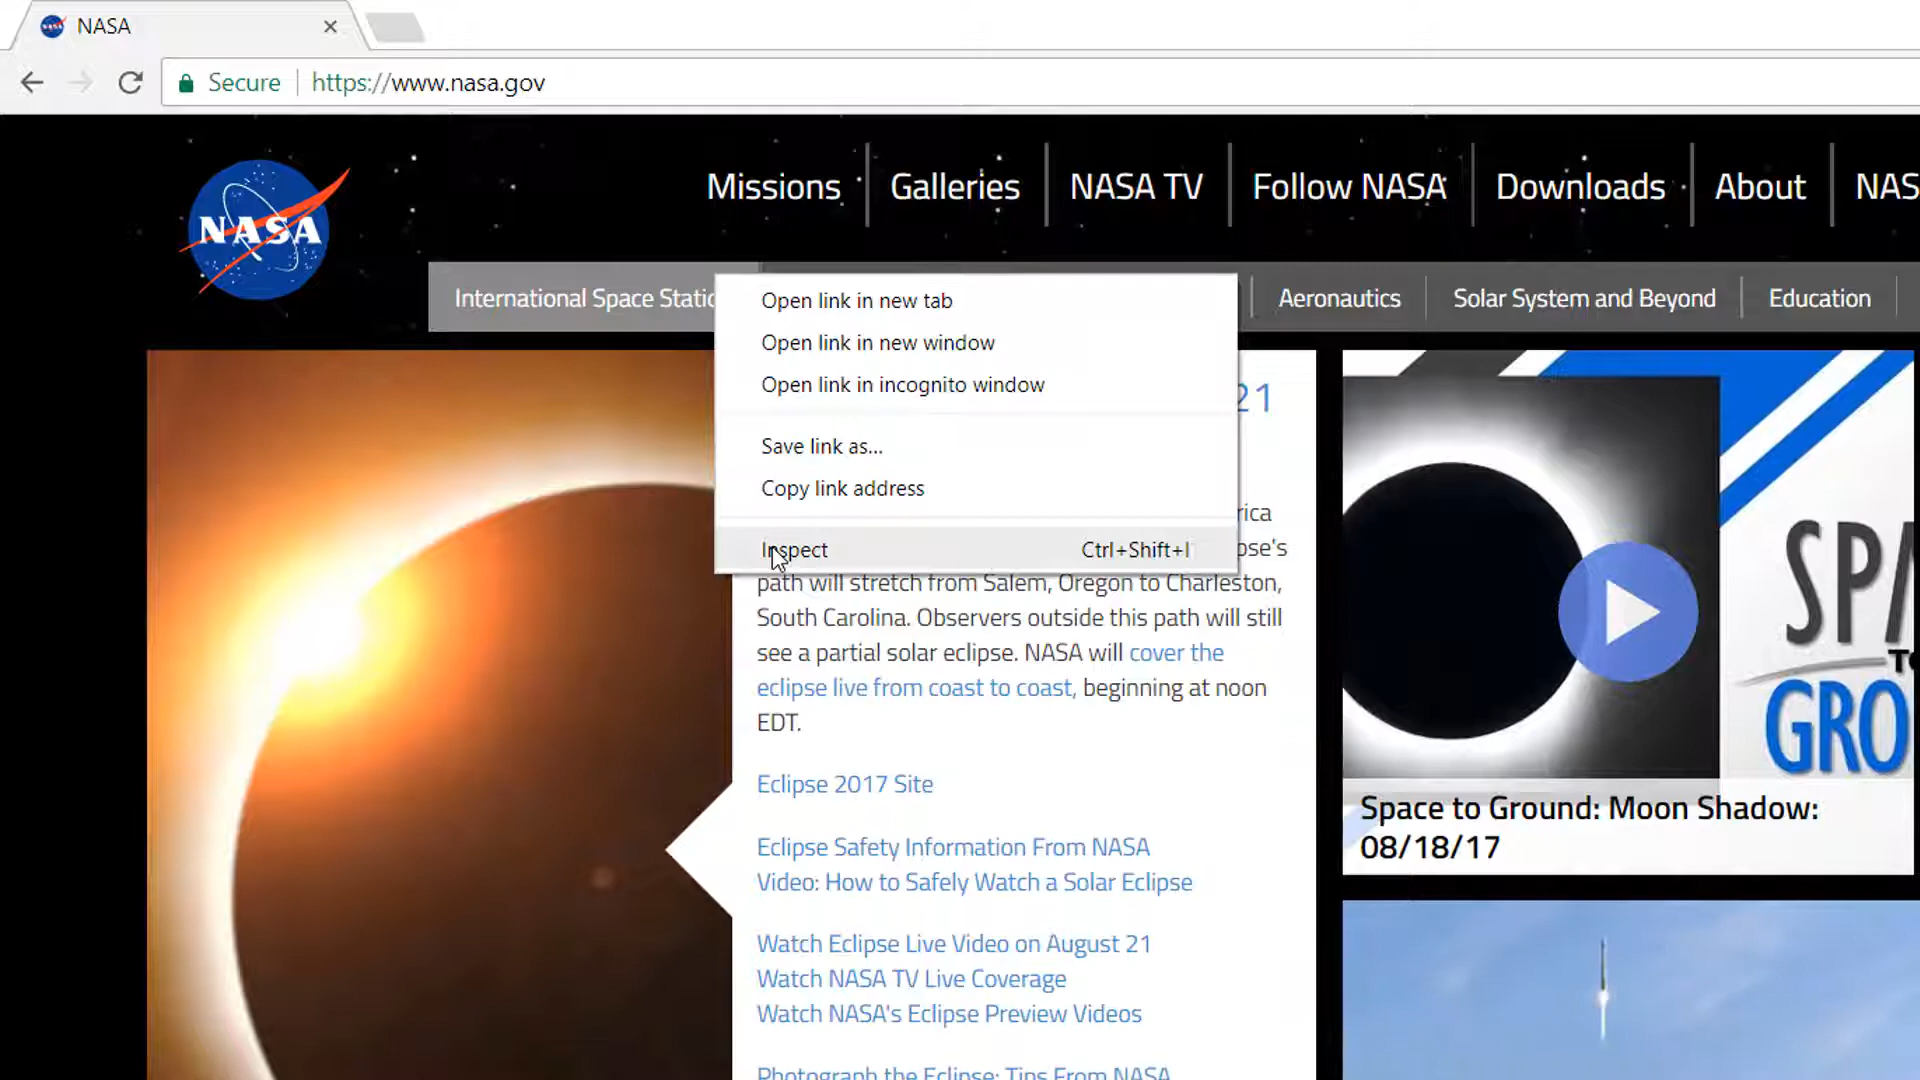 NASA
Secure
https://www.nasa.gov
Missions
Galleries
NASA TV
Follow NASA
Downloads
About
NAS
NASA
International Space Static
Aeronautics
Solar System and Beyond
Education
Open link in new tab
Open link in new window
Open link in incognito window
Save link as...
Copy link address
Inspect Ctrl+Shift+I
21
rica
pse's
path will stretch from Salem, Oregon to Charleston,
South Carolina. Observers outside this path will still
see a partial solar eclipse. NASA will cover the
eclipse live from coast to coast, beginning at noon
EDT.
Eclipse 2017 Site
Eclipse Safety Information From NASA
Video: How to Safely Watch a Solar Eclipse
Watch Eclipse Live Video on August 21
Watch NASA TV Live Coverage
Watch NASA's Eclipse Preview Videos
Photograph the Eclipse: Tips From NASA
SPA
TO
GRO
Space to Ground: Moon Shadow:
08/18/17